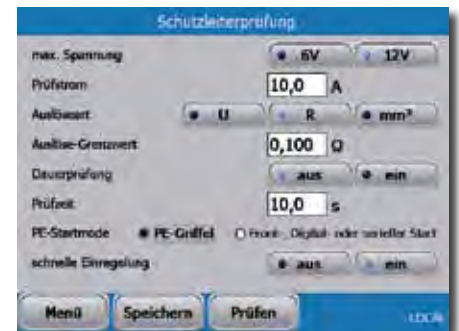 Schutzleiterprüfung
max. Spannung 6V 12V
Prüfstrom 10,0 A
Auslöseart U R mm²
Auslöse-Grenzwert 0,100 Ω
Dauerprüfung aus ein
Prüfzeit 10,0 s
PE-Startmode PE-Griffel Front-, Digital- oder serieller Start
schnelle Einregelung aus ein
Menü Speichern Prüfen LOCAL